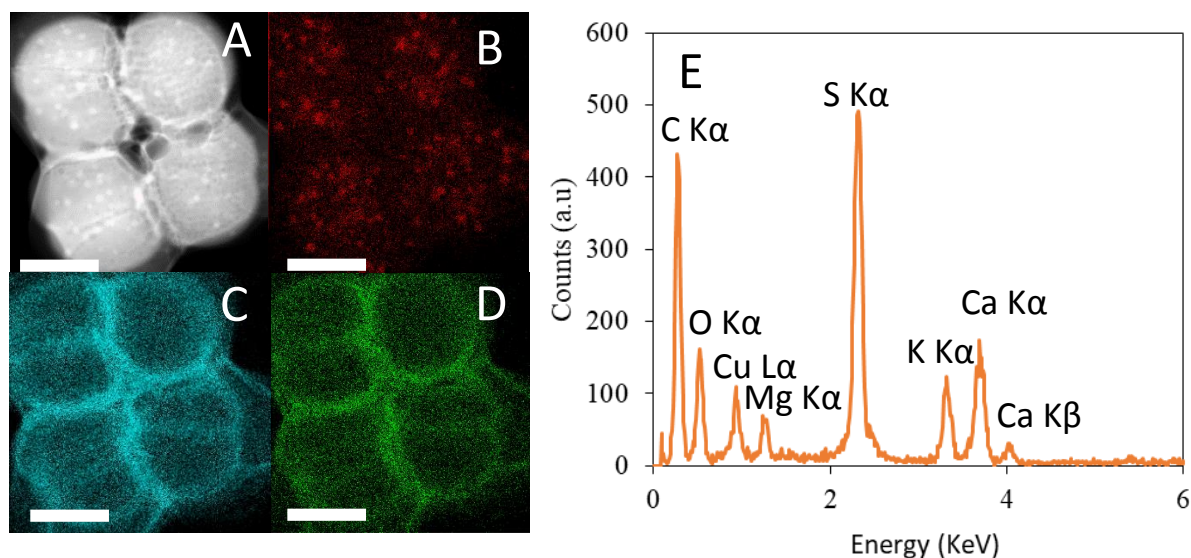 A
B
C
D
E
600
500
400
300
200
100
0
Counts (a.u)
C Kα
O Kα
Cu Lα
Mg Kα
S Kα
K Kα
Ca Kα
Ca Kβ
0
2
4
6
Energy (KeV)